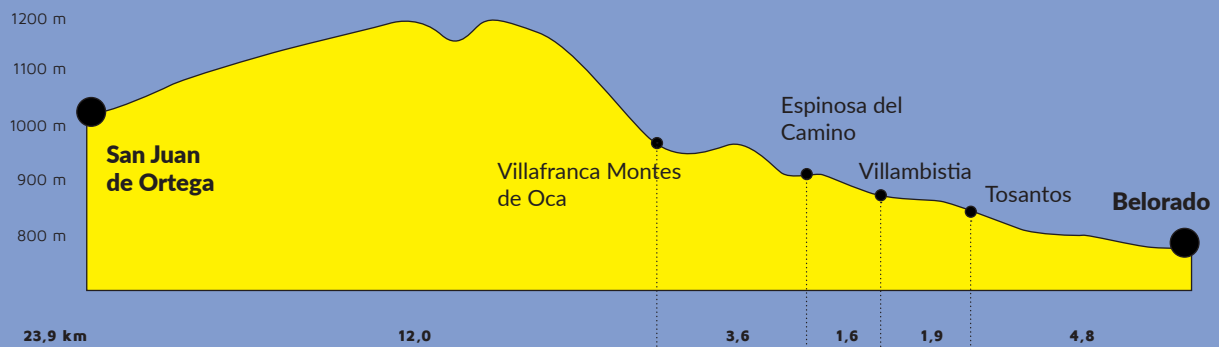 1200 m
1100 m
1000 m
900 m
800 m
San Juan
de Ortega
Villafranca Montes
de Oca
Espinosa del
Camino
Villambistia
Tosantos
Belorado
23,9 km
12,0
3,6
1,6
1,9
4,8